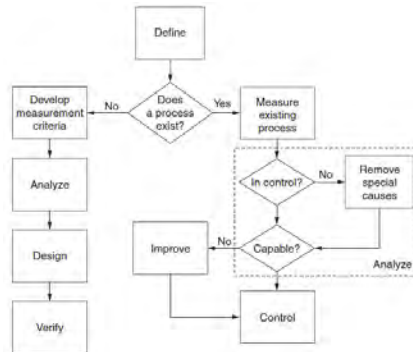 Define
Does
a process
exist?
No
Yes
Develop
measurement
criteria
Measure
existing
process
Analyze
In control?
No
Remove
special
causes
Design
Improve
No
Capable?
Analyze
Verify
Control